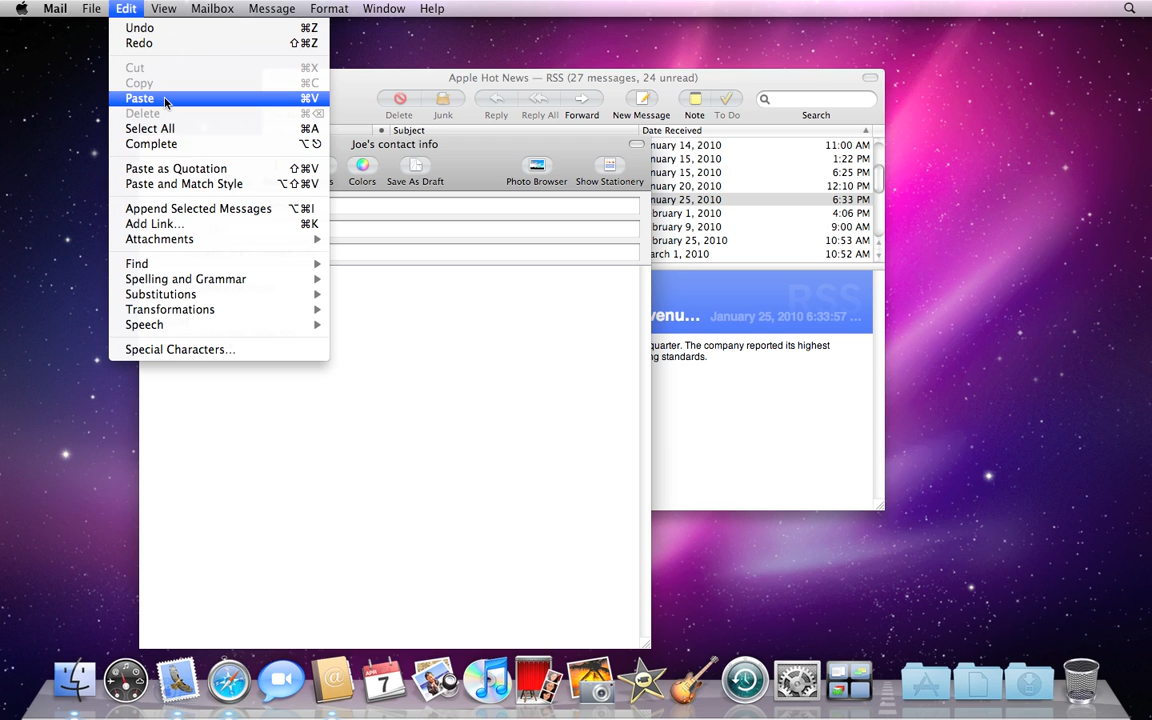 Mail File Edit View Mailbox Message Format Window Help
Undo ⌘Z
Redo ⇧⌘Z
Cut ⌘X
Copy ⌘C
Paste ⌘V
Delete ⌘⌫
Select All ⌘A
Complete ⌥⎋
Paste as Quotation ⇧⌘V
Paste and Match Style ⌥⇧⌘V
Append Selected Messages ⌥⌘I
Add Link... ⌘K
Attachments
Find
Spelling and Grammar
Substitutions
Transformations
Speech
Special Characters...
Apple Hot News — RSS (27 messages, 24 unread)
Delete Junk Reply Reply All Forward New Message Note To Do Search
Subject Date Received
nuary 14, 2010 11:00 AM
nuary 15, 2010 1:22 PM
nuary 15, 2010 6:25 PM
nuary 20, 2010 12:10 PM
nuary 25, 2010 6:33 PM
bruary 1, 2010 4:06 PM
bruary 9, 2010 9:00 AM
bruary 25, 2010 10:53 AM
arch 1, 2010 10:52 AM
RSS
venu... January 25, 2010 6:33:57 ...
quarter. The company reported its highest
ng standards.
Joe's contact info
s Colors Save As Draft Photo Browser Show Stationery
APR
7